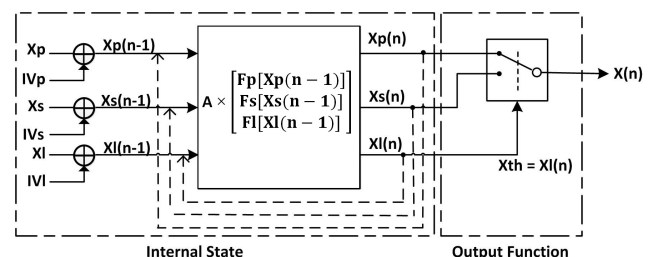 Xp
IVp
Xs
IVs
Xl
IVl
Xp(n-1)
Xs(n-1)
Xl(n-1)
A ×
Fp[Xp(n − 1)]
Fs[Xs(n − 1)]
Fl[Xl(n − 1)]
Xp(n)
Xs(n)
Xl(n)
X(n)
Xth = Xl(n)
Internal State
Output Function